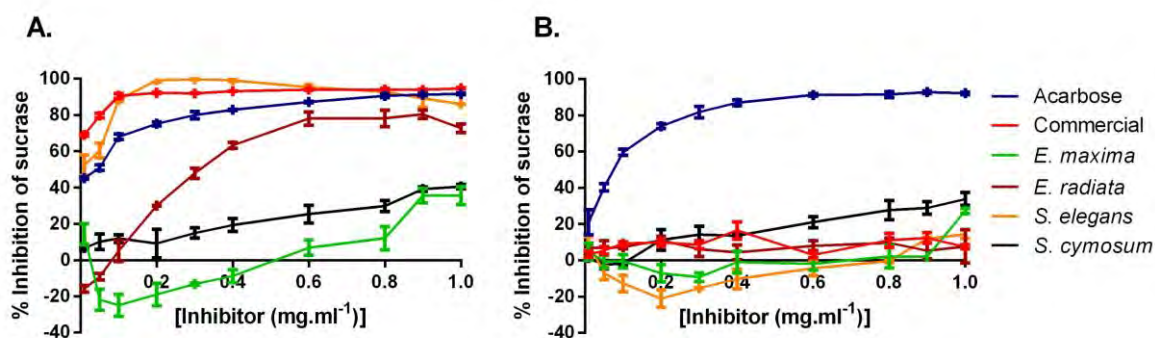 A.
100
80
60
40
20
0
-20
-40
% Inhibition of sucrase
0.2 0.4 0.6 0.8 1.0
[Inhibitor (mg.ml⁻¹)]
B.
100
80
60
40
20
0
-20
-40
% Inhibition of sucrase
0.2 0.4 0.6 0.8 1.0
[Inhibitor (mg.ml⁻¹)]
Acarbose
Commercial
E. maxima
E. radiata
S. elegans
S. cymosum